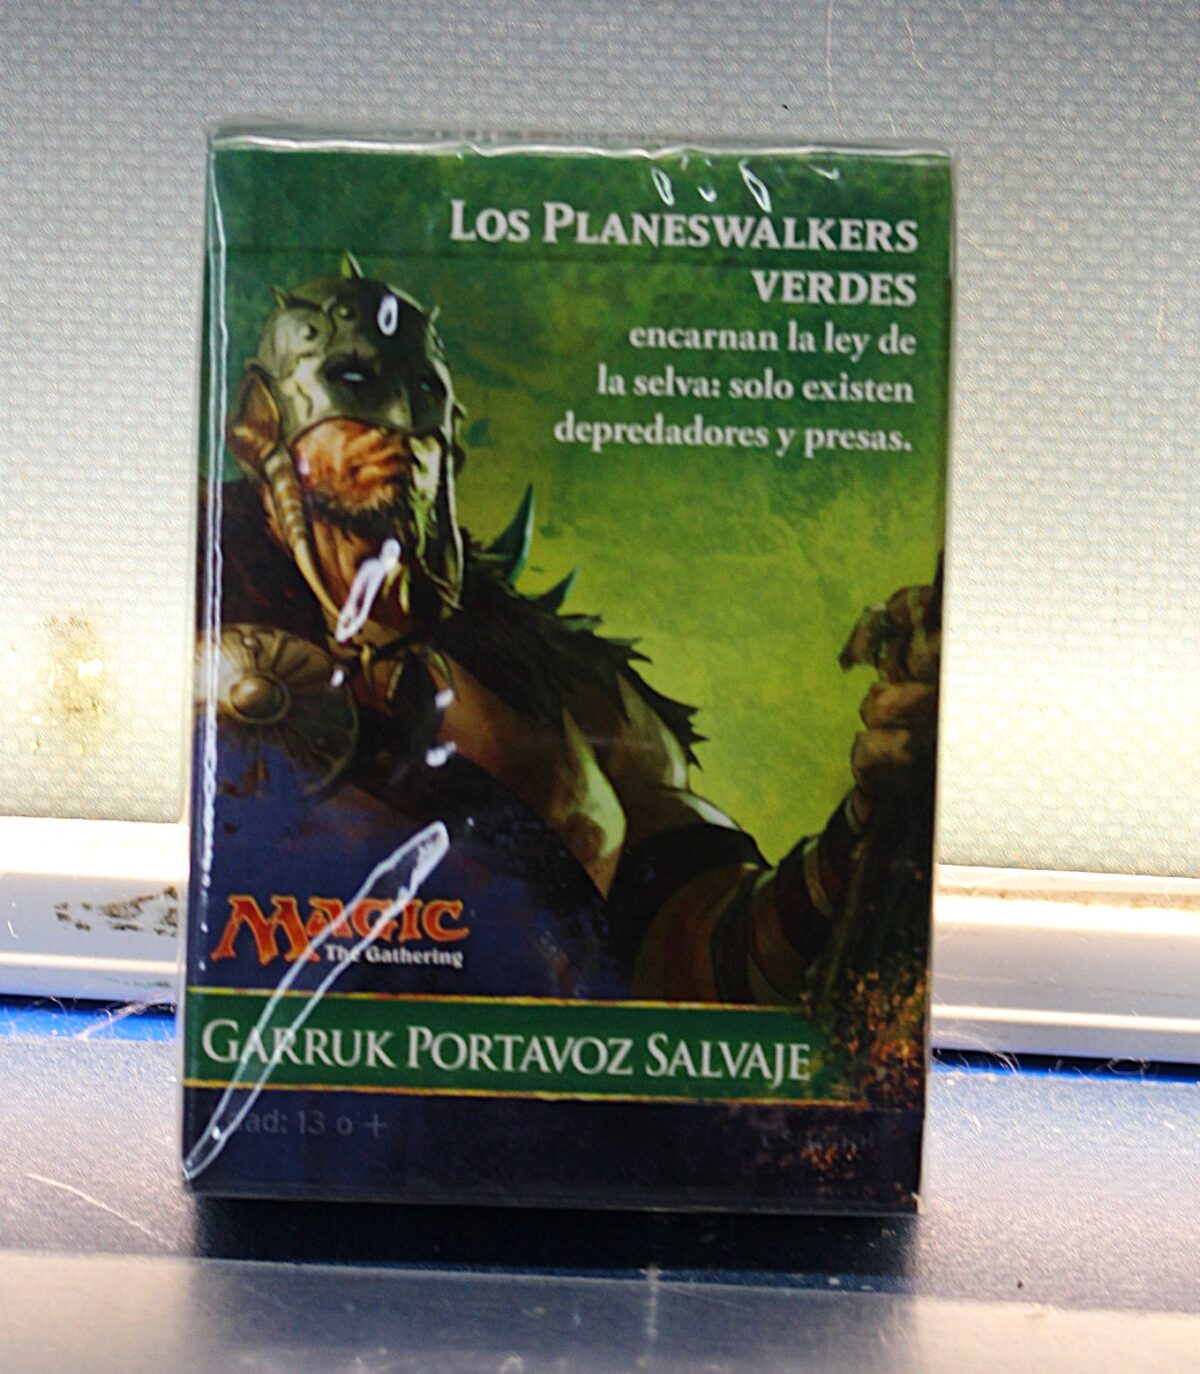 Los Planeswalkers
verdes
encarnan la ley de
la selva: solo existen
depredadores y presas.
Magic
The Gathering
Garruk Portavoz Salvaje
13 o +